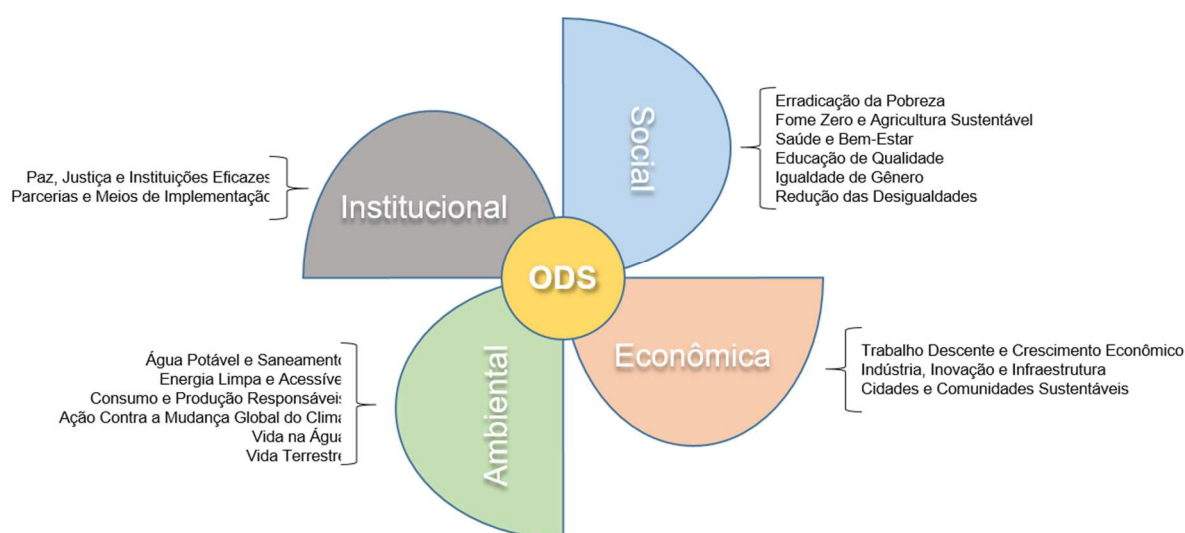 Social
Erradicação da Pobreza
Fome Zero e Agricultura Sustentável
Saúde e Bem-Estar
Educação de Qualidade
Igualdade de Gênero
Redução das Desigualdades
Paz, Justiça e Instituições Eficazes
Parcerias e Meios de Implementação
Institucional
ODS
Econômica
Trabalho Descente e Crescimento Econômico
Indústria, Inovação e Infraestrutura
Cidades e Comunidades Sustentáveis
Água Potável e Saneamento
Energia Limpa e Acessíve
Consumo e Produção Responsáveis
Ação Contra a Mudança Global do Clima
Vida na Água
Vida Terrestre
Ambiental